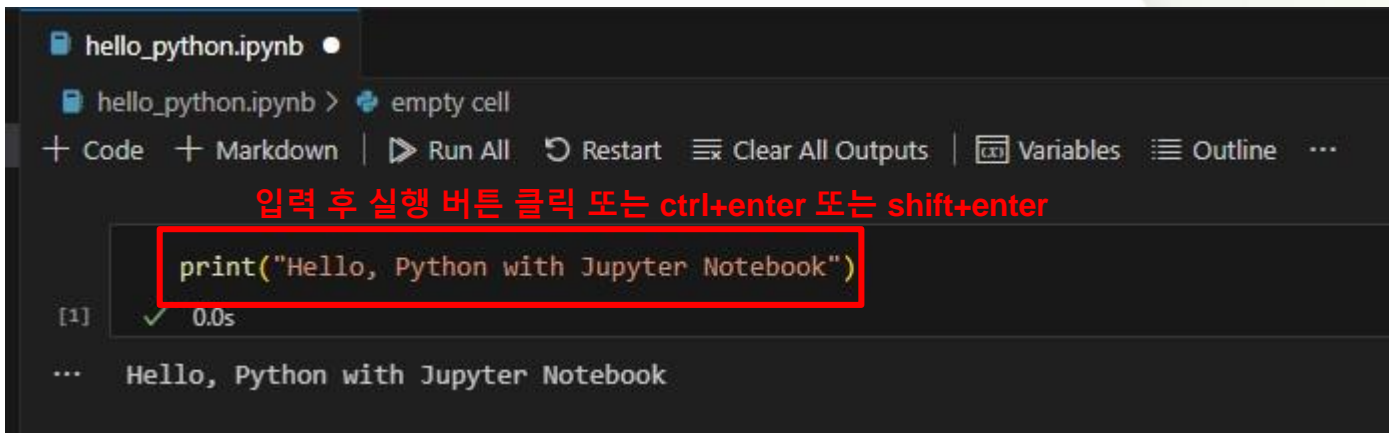 hello_python.ipynb
hello_python.ipynb > empty cell
+ Code + Markdown | Run All Restart Clear All Outputs | Variables Outline ...
입력 후 실행 버튼 클릭 또는 ctrl+enter 또는 shift+enter
print("Hello, Python with Jupyter Notebook")
[1] ✓ 0.0s
... Hello, Python with Jupyter Notebook